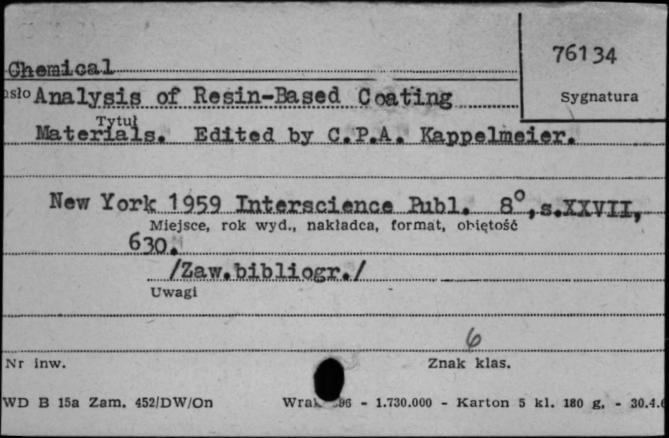 76134
Chemical
Sygnatura
Analysis of Resin-Based Coating
Tytuł
Materials. Edited by C.P.A. Kappelmeier.
New York 1959 Interscience Publ. 8°, s.XXVII,
Miejsce, rok wyd., nakładca, format, objętość
630.
/Zaw.bibliogr./
Uwagi
6
Nr inw.
Znak klas.
WD B 15a Zam. 452/DW/On
- 1.730.000 - Karton 5 kl. 180 g. - 30.4.